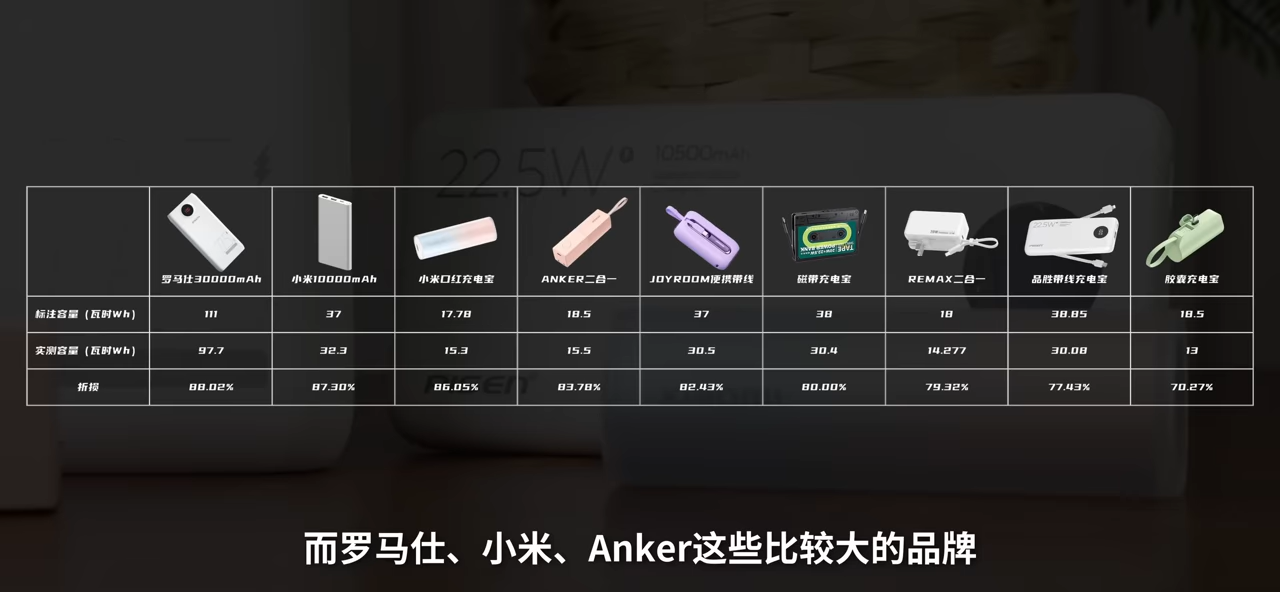 22.5W
10500mAh
罗马仕30000mAh 小米10000mAh 小米口红充电宝 ANKER二合一 JOYROOM便携带线 磁带充电宝 REMAX二合一 品胜带线充电宝 胶囊充电宝
标注容量（瓦时Wh） 111 37 17.78 18.5 37 38 18 38.85 18.5
实测容量（瓦时Wh） 97.7 32.3 15.3 15.5 30.5 30.4 14.277 30.08 13
折损 88.02% 87.30% 86.05% 83.78% 82.43% 80.00% 79.32% 77.43% 70.27%
而罗马仕、小米、Anker这些比较大的品牌